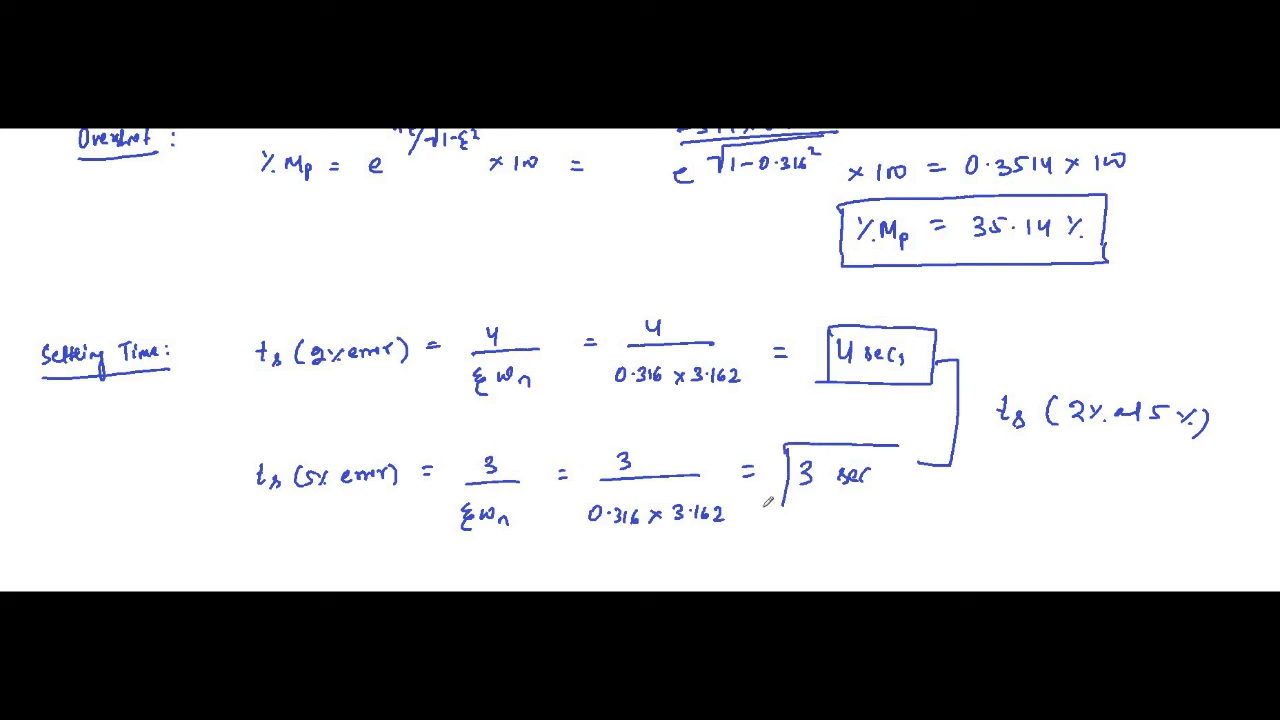 Overshoot :
% Mp = e /√1-ξ² × 100 = e √1-0.316² × 100 = 0.3514 × 100
% Mp = 35.14 %
Settling Time: ts (2% error) = 4/ξωn = 4/0.316 × 3.162 = 4 secs
ts (2% and 5%)
ts (5% error) = 3/ξωn = 3/0.316 × 3.162 = 3 sec